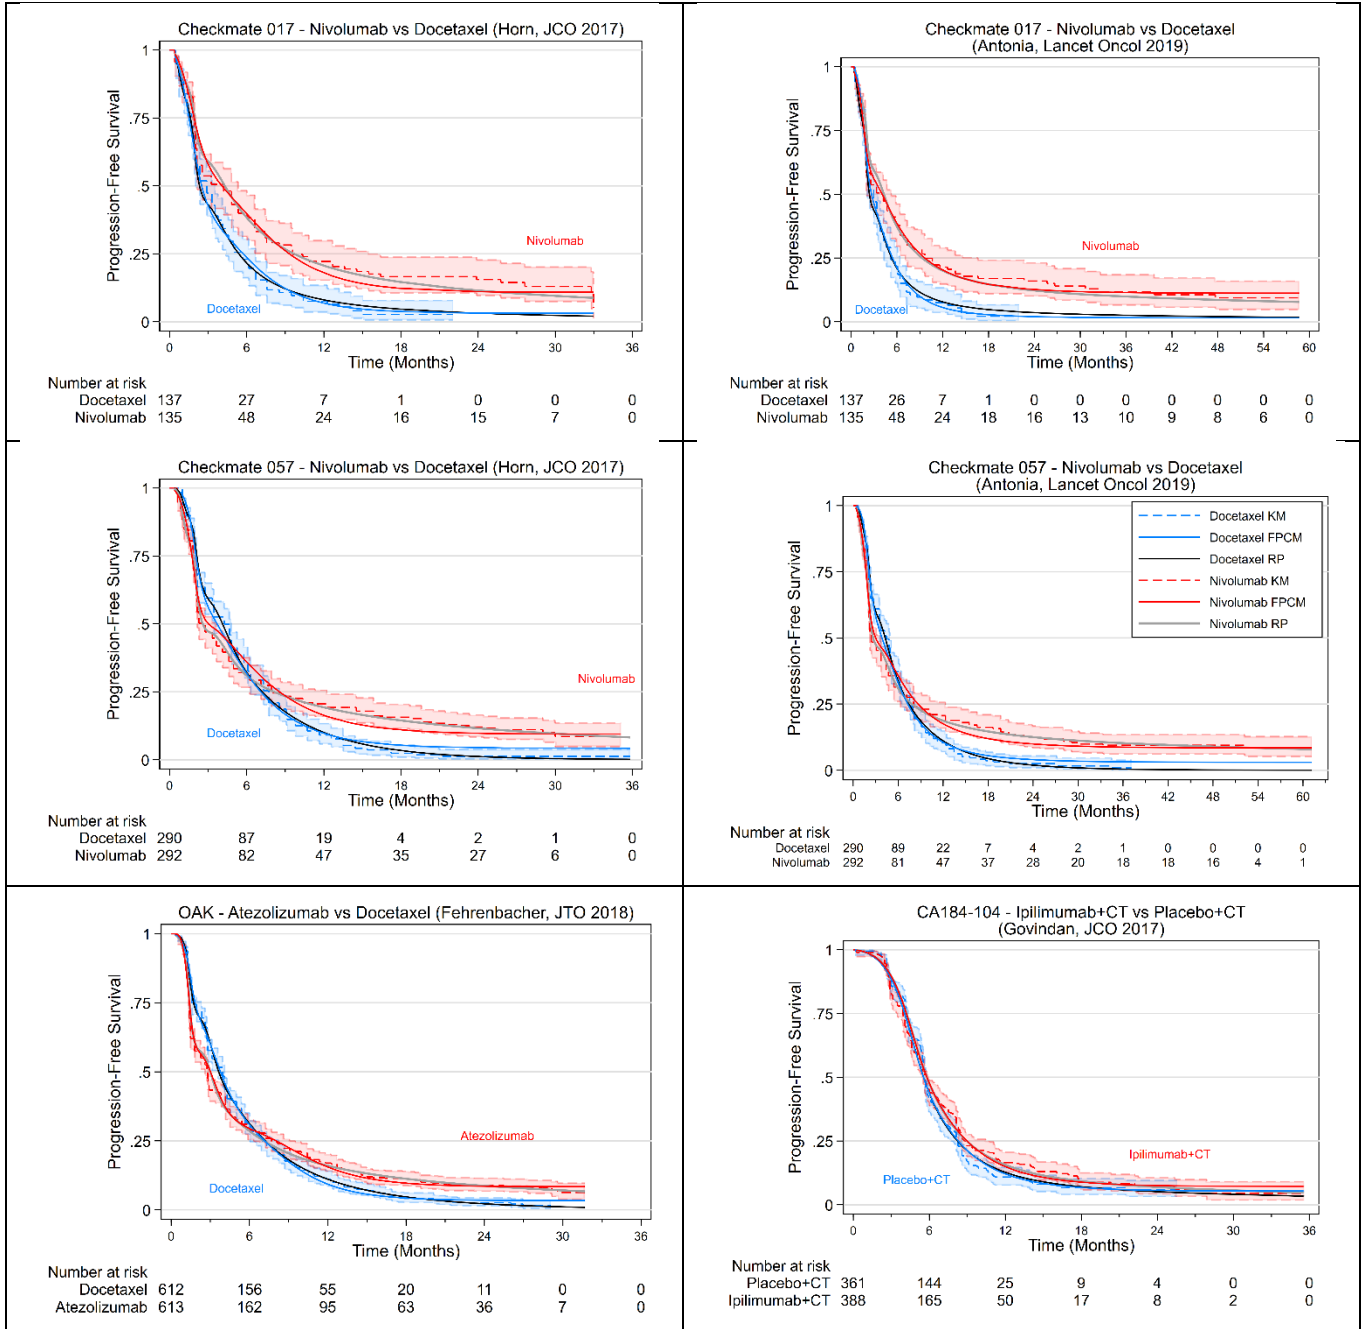 Checkmate 017 - Nivolumab vs Docetaxel (Horn, JCO 2017)
Progression-Free Survival
1
.75
.5
.25
0
Nivolumab
Docetaxel
0 6 12 18 24 30 36
Time (Months)
Number at risk
Docetaxel 137 27 7 1 0 0 0
Nivolumab 135 48 24 16 15 7 0
Checkmate 017 - Nivolumab vs Docetaxel
(Antonia, Lancet Oncol 2019)
Progression-Free Survival
1
.75
.5
.25
0
Nivolumab
Docetaxel
0 6 12 18 24 30 36 42 48 54 60
Time (Months)
Number at risk
Docetaxel 137 26 7 1 0 0 0 0 0 0 0
Nivolumab 135 48 24 18 16 13 10 9 8 6 0
Checkmate 057 - Nivolumab vs Docetaxel (Horn, JCO 2017)
Progression-Free Survival
1
.75
.5
.25
0
Nivolumab
Docetaxel
0 6 12 18 24 30 36
Time (Months)
Number at risk
Docetaxel 290 87 19 4 2 1 0
Nivolumab 292 82 47 35 27 6 0
Checkmate 057 - Nivolumab vs Docetaxel
(Antonia, Lancet Oncol 2019)
Progression-Free Survival
1
.75
.5
.25
0
Docetaxel KM
Docetaxel FPCM
Docetaxel RP
Nivolumab KM
Nivolumab FPCM
Nivolumab RP
0 6 12 18 24 30 36 42 48 54 60
Time (Months)
Number at risk
Docetaxel 290 89 22 7 4 2 1 0 0 0 0
Nivolumab 292 81 47 37 28 20 18 18 16 4 1
OAK - Atezolizumab vs Docetaxel (Fehrenbacher, JTO 2018)
Progression-Free Survival
1
.75
.5
.25
0
Atezolizumab
Docetaxel
0 6 12 18 24 30 36
Time (Months)
Number at risk
Docetaxel 612 156 55 20 11 0 0
Atezolizumab 613 162 95 63 36 7 0
CA184-104 - Ipilimumab+CT vs Placebo+CT
(Govindan, JCO 2017)
Progression-Free Survival
1
.75
.5
.25
0
Ipilimumab+CT
Placebo+CT
0 6 12 18 24 30 36
Time (Months)
Number at risk
Placebo+CT 361 144 25 9 4 0 0
Ipilimumab+CT 388 165 50 17 8 2 0